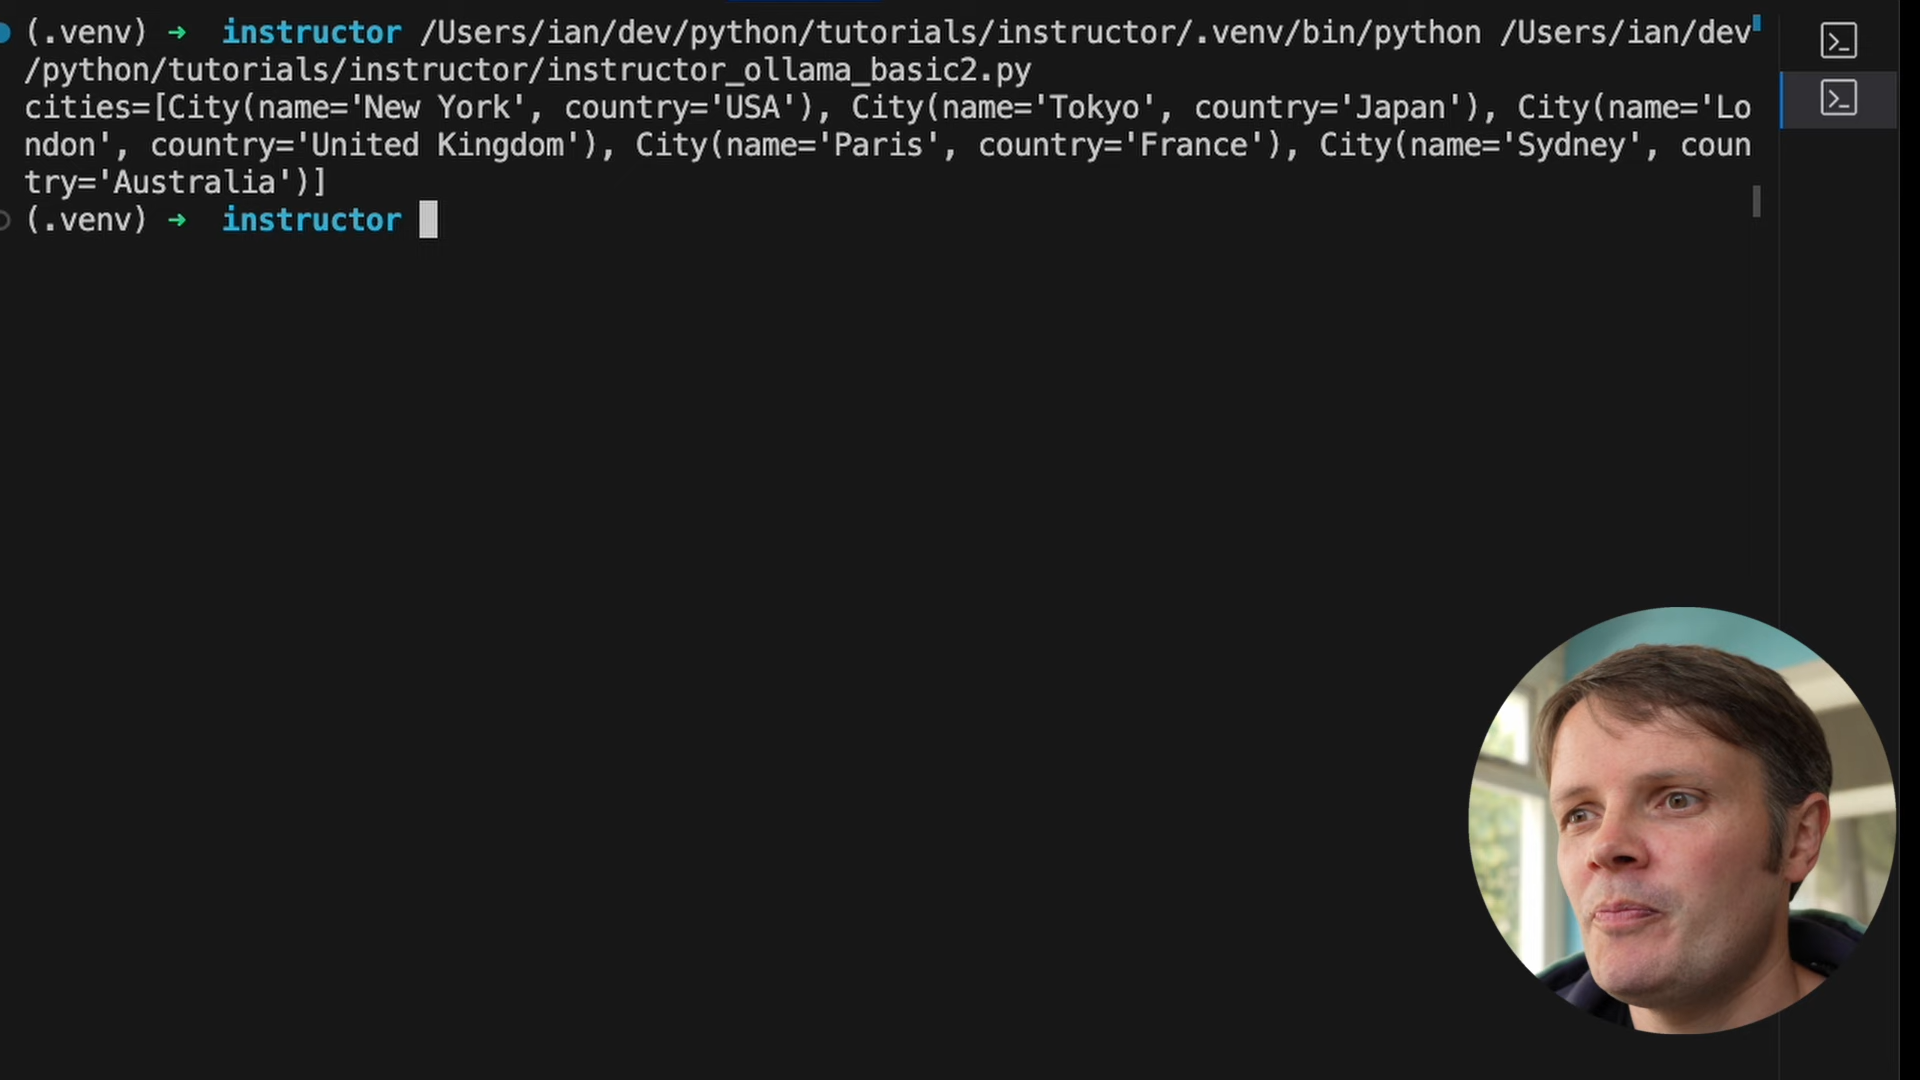 (.venv) → instructor /Users/ian/dev/python/tutorials/instructor/.venv/bin/python /Users/ian/dev
/python/tutorials/instructor/instructor_ollama_basic2.py
cities=[City(name='New York', country='USA'), City(name='Tokyo', country='Japan'), City(name='Lo
ndon', country='United Kingdom'), City(name='Paris', country='France'), City(name='Sydney', coun
try='Australia')]
(.venv) → instructor